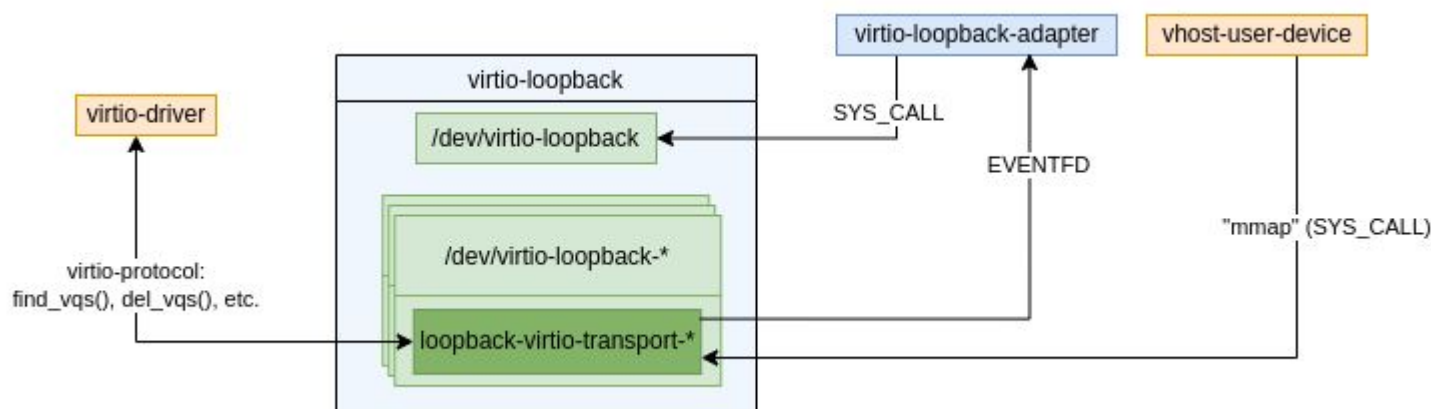 virtio-loopback-adapter
vhost-user-device
virtio-loopback
virtio-driver
SYS_CALL
/dev/virtio-loopback
EVENTFD
"mmap" (SYS_CALL)
/dev/virtio-loopback-*
virtio-protocol:
find_vqs(), del_vqs(), etc.
loopback-virtio-transport-*